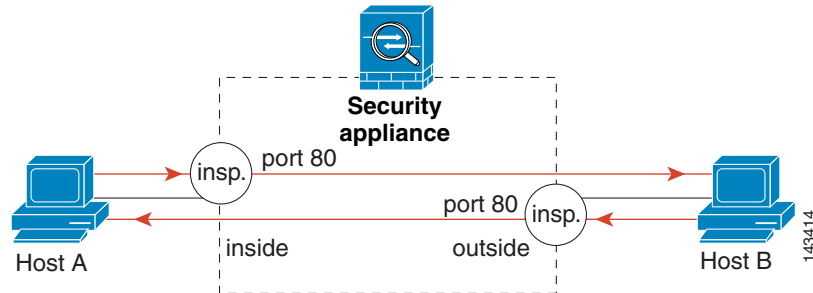 Security
appliance
insp.
port 80
port 80
insp.
inside
outside
Host A
Host B
143414